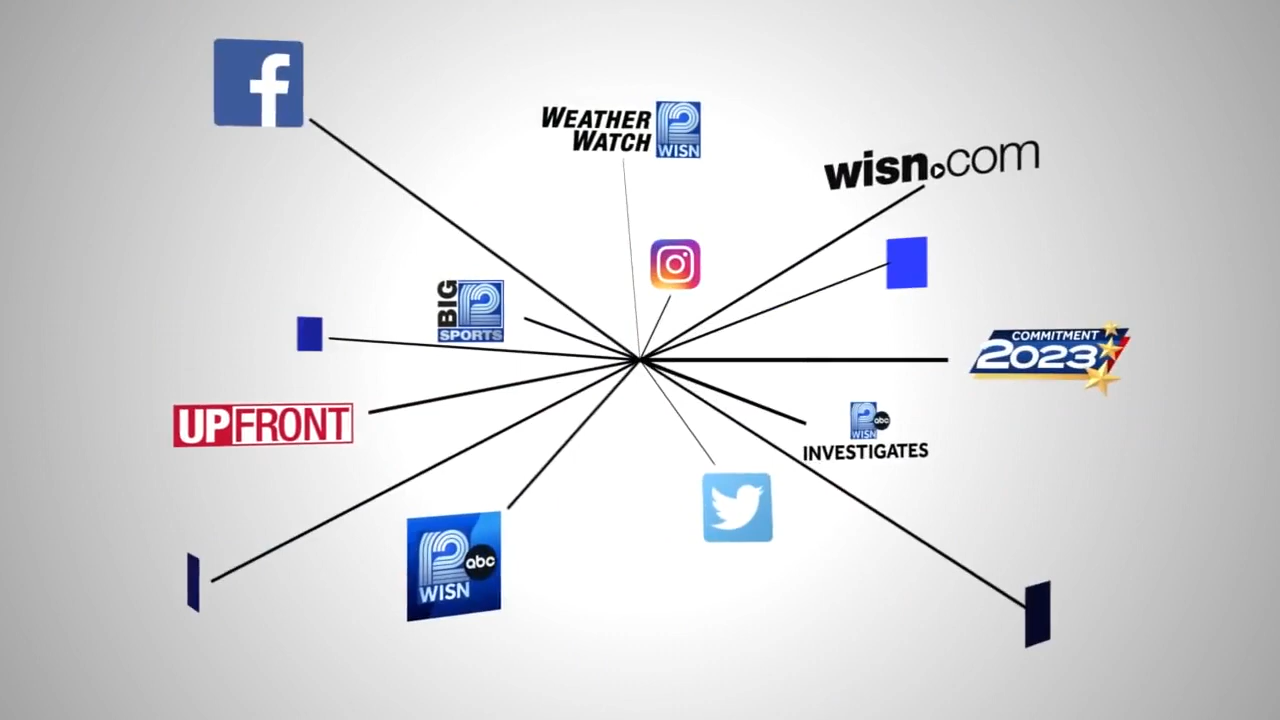 f
WEATHER
WATCH
12
WISN
wisn.com
BIG
12
SPORTS
COMMITMENT
2023
UPFRONT
12
WISN
abc
INVESTIGATES
12
abc
WISN